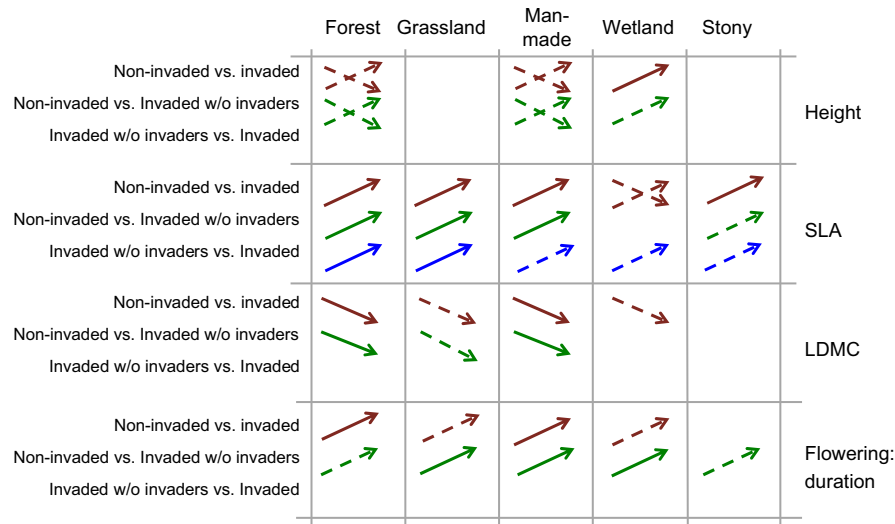 Forest Grassland Man-made Wetland Stony
Non-invaded vs. invaded
Non-invaded vs. Invaded w/o invaders
Invaded w/o invaders vs. Invaded
Height
Non-invaded vs. invaded
Non-invaded vs. Invaded w/o invaders
Invaded w/o invaders vs. Invaded
SLA
Non-invaded vs. invaded
Non-invaded vs. Invaded w/o invaders
Invaded w/o invaders vs. Invaded
LDMC
Non-invaded vs. invaded
Non-invaded vs. Invaded w/o invaders
Invaded w/o invaders vs. Invaded
Flowering:
duration